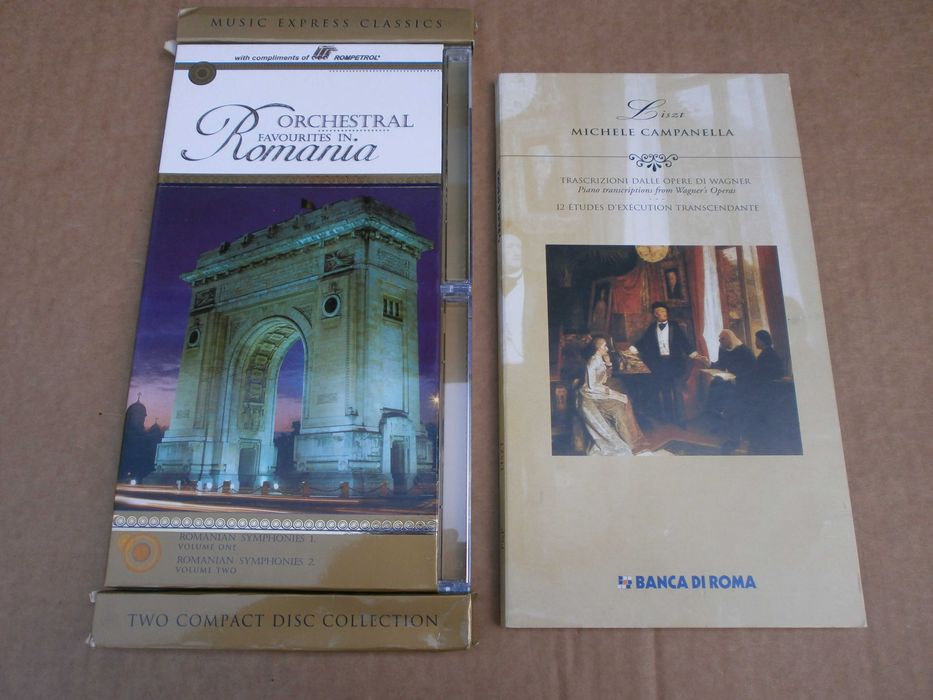 MUSIC EXPRESS CLASSICS
with compliments of ROMPETROL
ORCHESTRAL
FAVOURITES IN
Romania
ROMANIAN SYMPHONIES 1.
VOLUME ONE
ROMANIAN SYMPHONIES 2.
VOLUME TWO
TWO COMPACT DISC COLLECTION
Liszt
MICHELE CAMPANELLA
TRASCRIZIONI DALLE OPERE DI WAGNER
Piano transcriptions from Wagner's Operas
12 ÉTUDES D'EXÉCUTION TRANSCENDANTE
BANCA DI ROMA